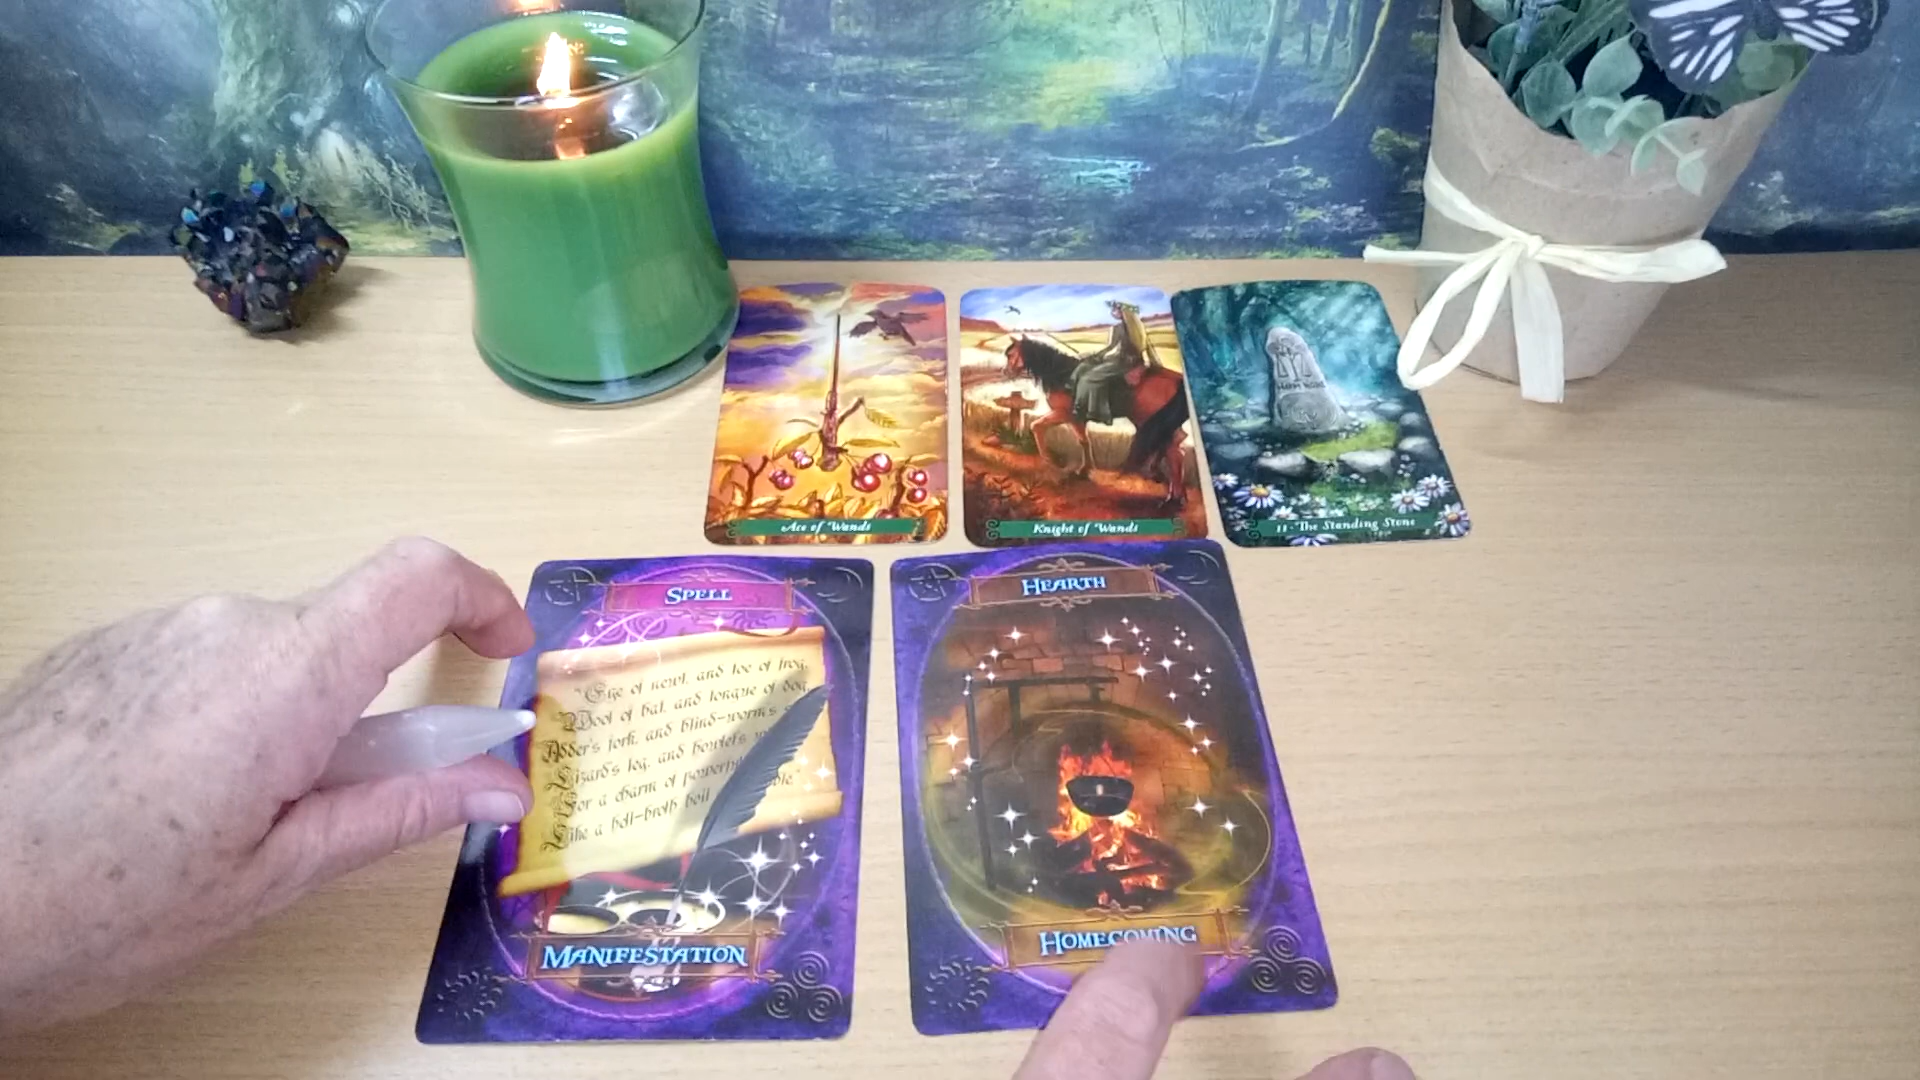 Ace of Wands
Knight of Wands
11 · The Standing Stone
SPELL
"Eye of newt, and toe of frog,
Wool of bat, and tongue of dog,
Adder's fork, and blind-worm's
Lizard's leg, and howlet's
For a charm of powerful
Like a hell-broth boil
MANIFESTATION
HEARTH
HOMECOMING